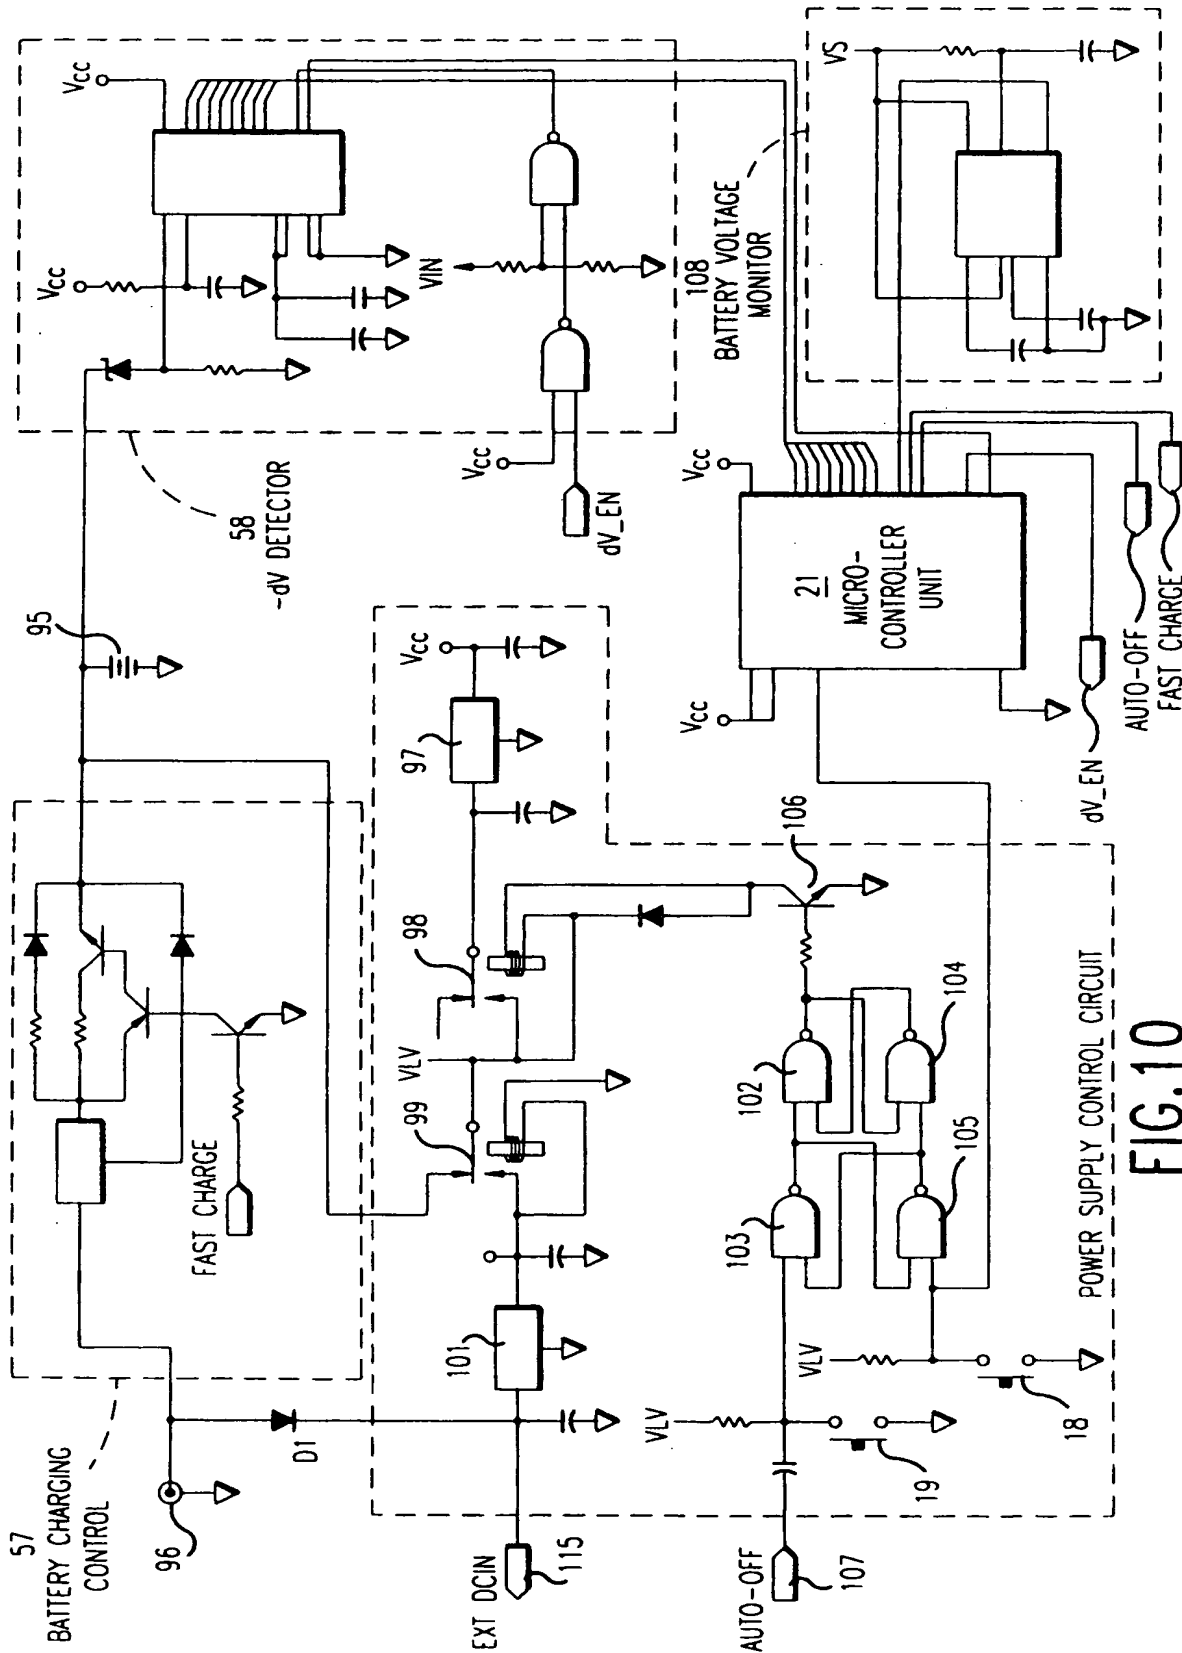 57
BATTERY CHARGING
CONTROL
96
D1
FAST CHARGE
95
58
-dV DETECTOR
Vcc
Vcc
VIN
Vcc
dV_EN
EXT DCIN
115
101
99
VLV
98
97
Vcc
AUTO-OFF
107
VLV
19
VLV
18
103
105
102
104
106
POWER SUPPLY CONTROL CIRCUIT
108
BATTERY VOLTAGE
MONITOR
VS
Vcc
Vcc
21
MICRO-
CONTROLLER
UNIT
dV_EN
AUTO-OFF
FAST CHARGE
FIG.10